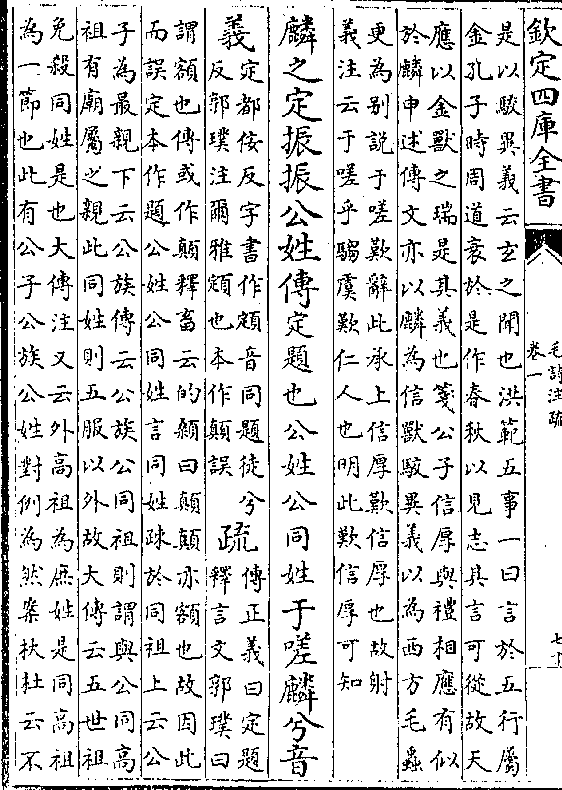 欽定四庫全書
毛詩注疏
卷一
七十
是以駁異義云玄之聞也洪範五事一曰言於五行屬
金孔子時周道衰於是作春秋以見志其言可從故天
應以金獸之瑞是其義也箋公子信厚與禮相應有似
於麟申述傳文亦以麟為信獸駁異義以為西方毛蟲
更為别説于嗟歎辭此承上信厚歎信厚也故射
義注云于嗟乎騶虞歎仁人也明此歎信厚可知
麟之定振振公姓傳定題也公姓公同姓于嗟麟兮音
義定都佞反字書作顁音同題徒兮
反郭璞注爾雅顁也本作顛誤
疏傳正義曰定題
釋言文郭璞曰
謂額也傳或作顛釋畜云的顙曰顛顛亦額也故因此
而誤定本作題公姓公同姓言同姓疎於同祖上云公
子為最親下云公族傳云公族公同祖則謂與公同高
祖有廟屬之親此同姓則五服以外故大傳云五世祖
免殺同姓是也大傳注又云外高祖為庶姓是同高祖
為一節也此有公子公族公姓對例為然案杕杜云不